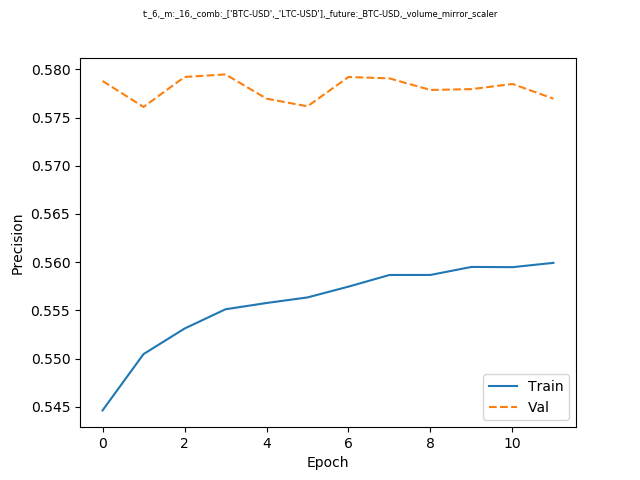 t:_6,_m:_16,_comb:_['BTC-USD',_'LTC-USD'],_future:_BTC-USD,_volume_mirror_scaler
0.580
0.575
0.570
0.565
0.560
0.555
0.550
0.545
Precision
0
2
4
6
8
10
Epoch
Train
Val